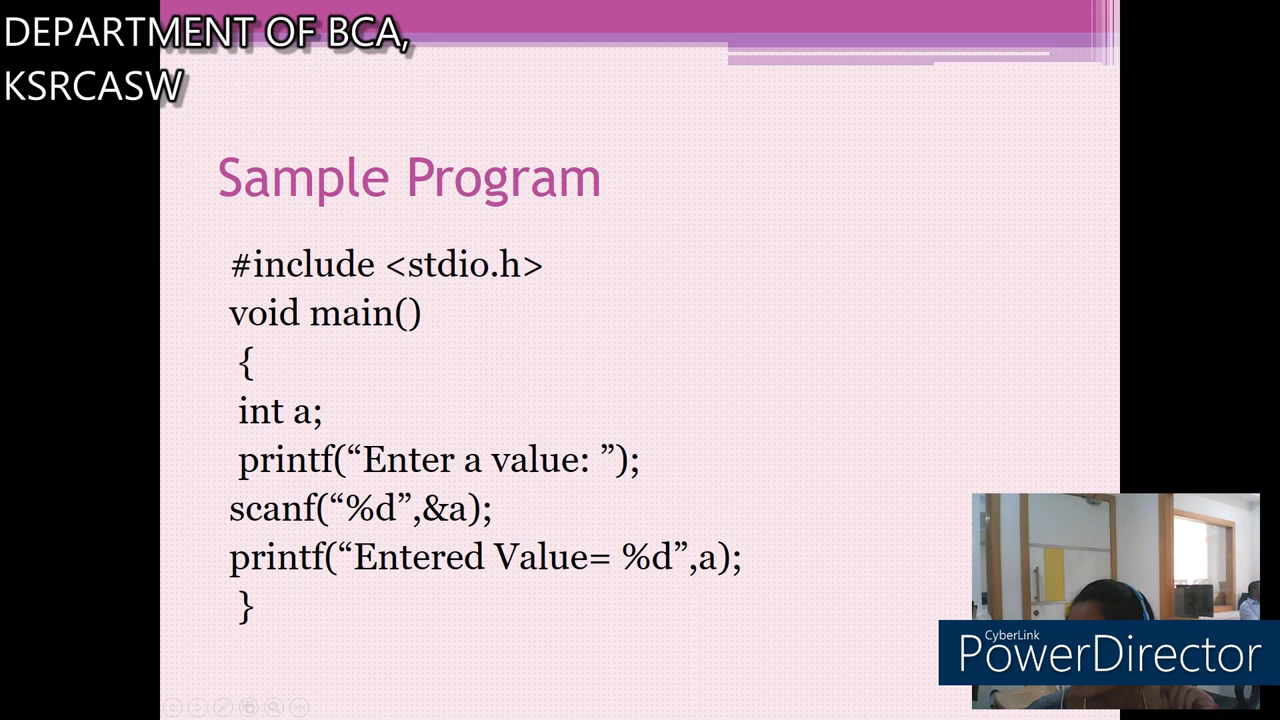 DEPARTMENT OF BCA,
KSRCASW
Sample Program
#include <stdio.h>
void main()
{
int a;
printf(“Enter a value: ”);
scanf(“%d”,&a);
printf(“Entered Value= %d”,a);
}
CyberLink
PowerDirector